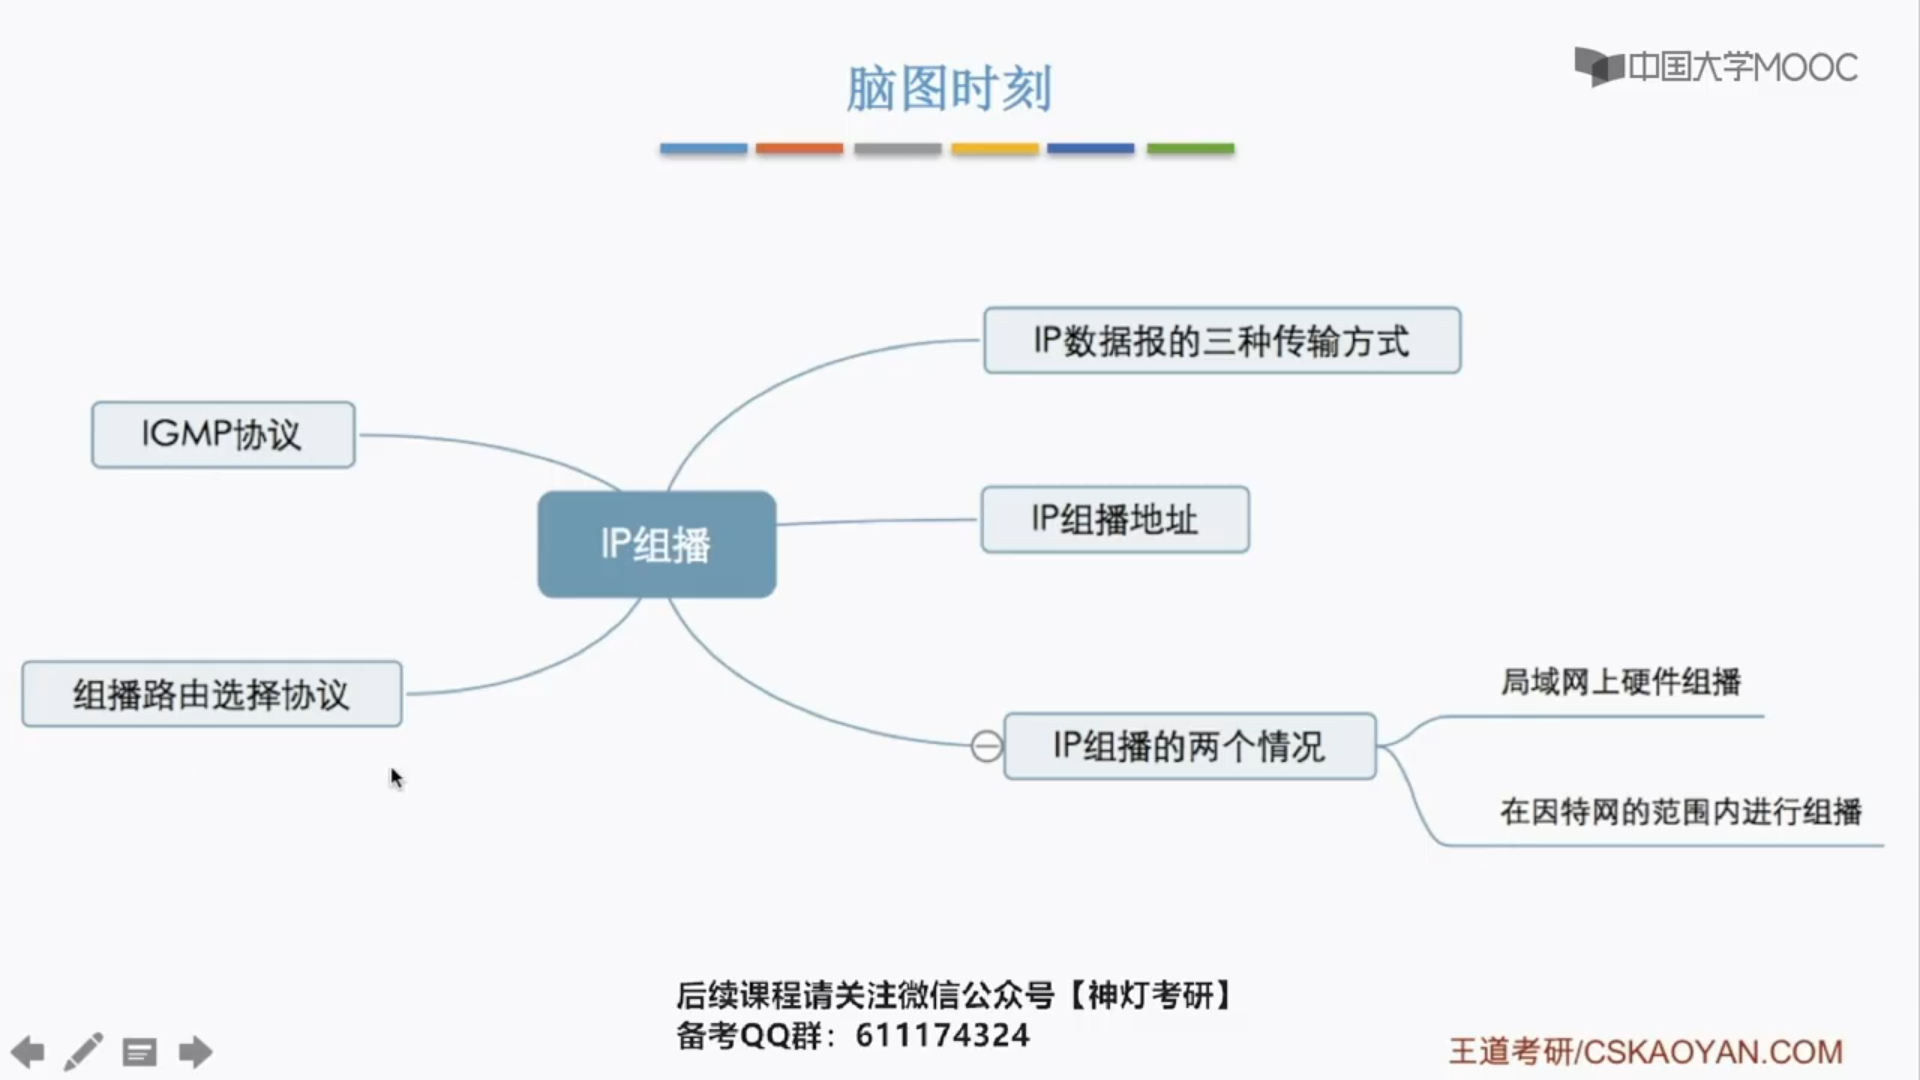 中国大学MOOC
脑图时刻
IP数据报的三种传输方式
IGMP协议
IP组播地址
IP组播
组播路由选择协议
局域网上硬件组播
IP组播的两个情况
在因特网的范围内进行组播
后续课程请关注微信公众号【神灯考研】
备考QQ群：611174324
王道考研/CSKAOYAN.COM